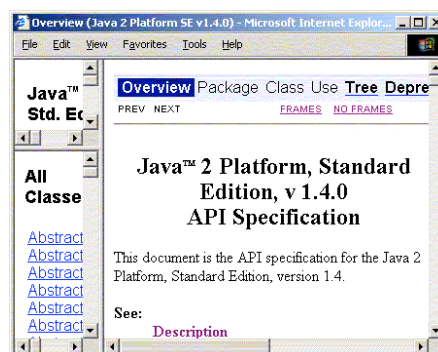 Overview (Java 2 Platform SE v1.4.0) - Microsoft Internet Explor...
File Edit View Favorites Tools Help
Java™
Std. Ec
All
Classe
Abstract
Abstract
Abstract
Abstract
Abstract
Abstract
Overview Package Class Use Tree Depre
PREV NEXT FRAMES NO FRAMES
Java™ 2 Platform, Standard
Edition, v 1.4.0
API Specification
This document is the API specification for the Java 2
Platform, Standard Edition, version 1.4.
See:
Description